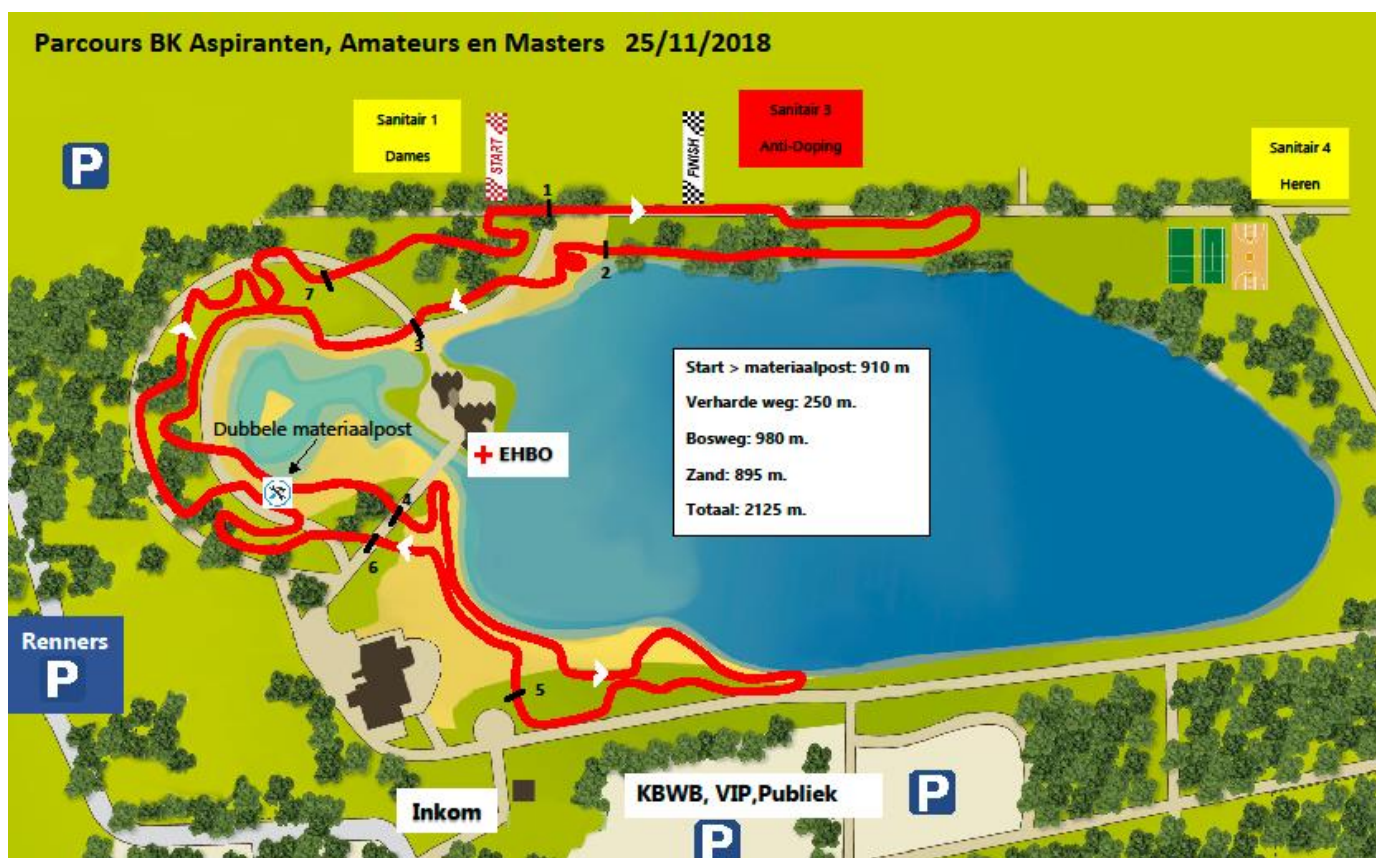 Parcours BK Aspiranten, Amateurs en Masters 25/11/2018
Sanitair 1
Dames
START
FINISH
Sanitair 3
Anti-Doping
Sanitair 4
Heren
P
1
2
7
3
Start > materiaalpost: 910 m
Verharde weg: 250 m.
Bosweg: 980 m.
Zand: 895 m.
Totaal: 2125 m.
Dubbele materiaalpost
EHBO
4
6
Renners
P
5
KBWB, VIP,Publiek
P
Inkom
P